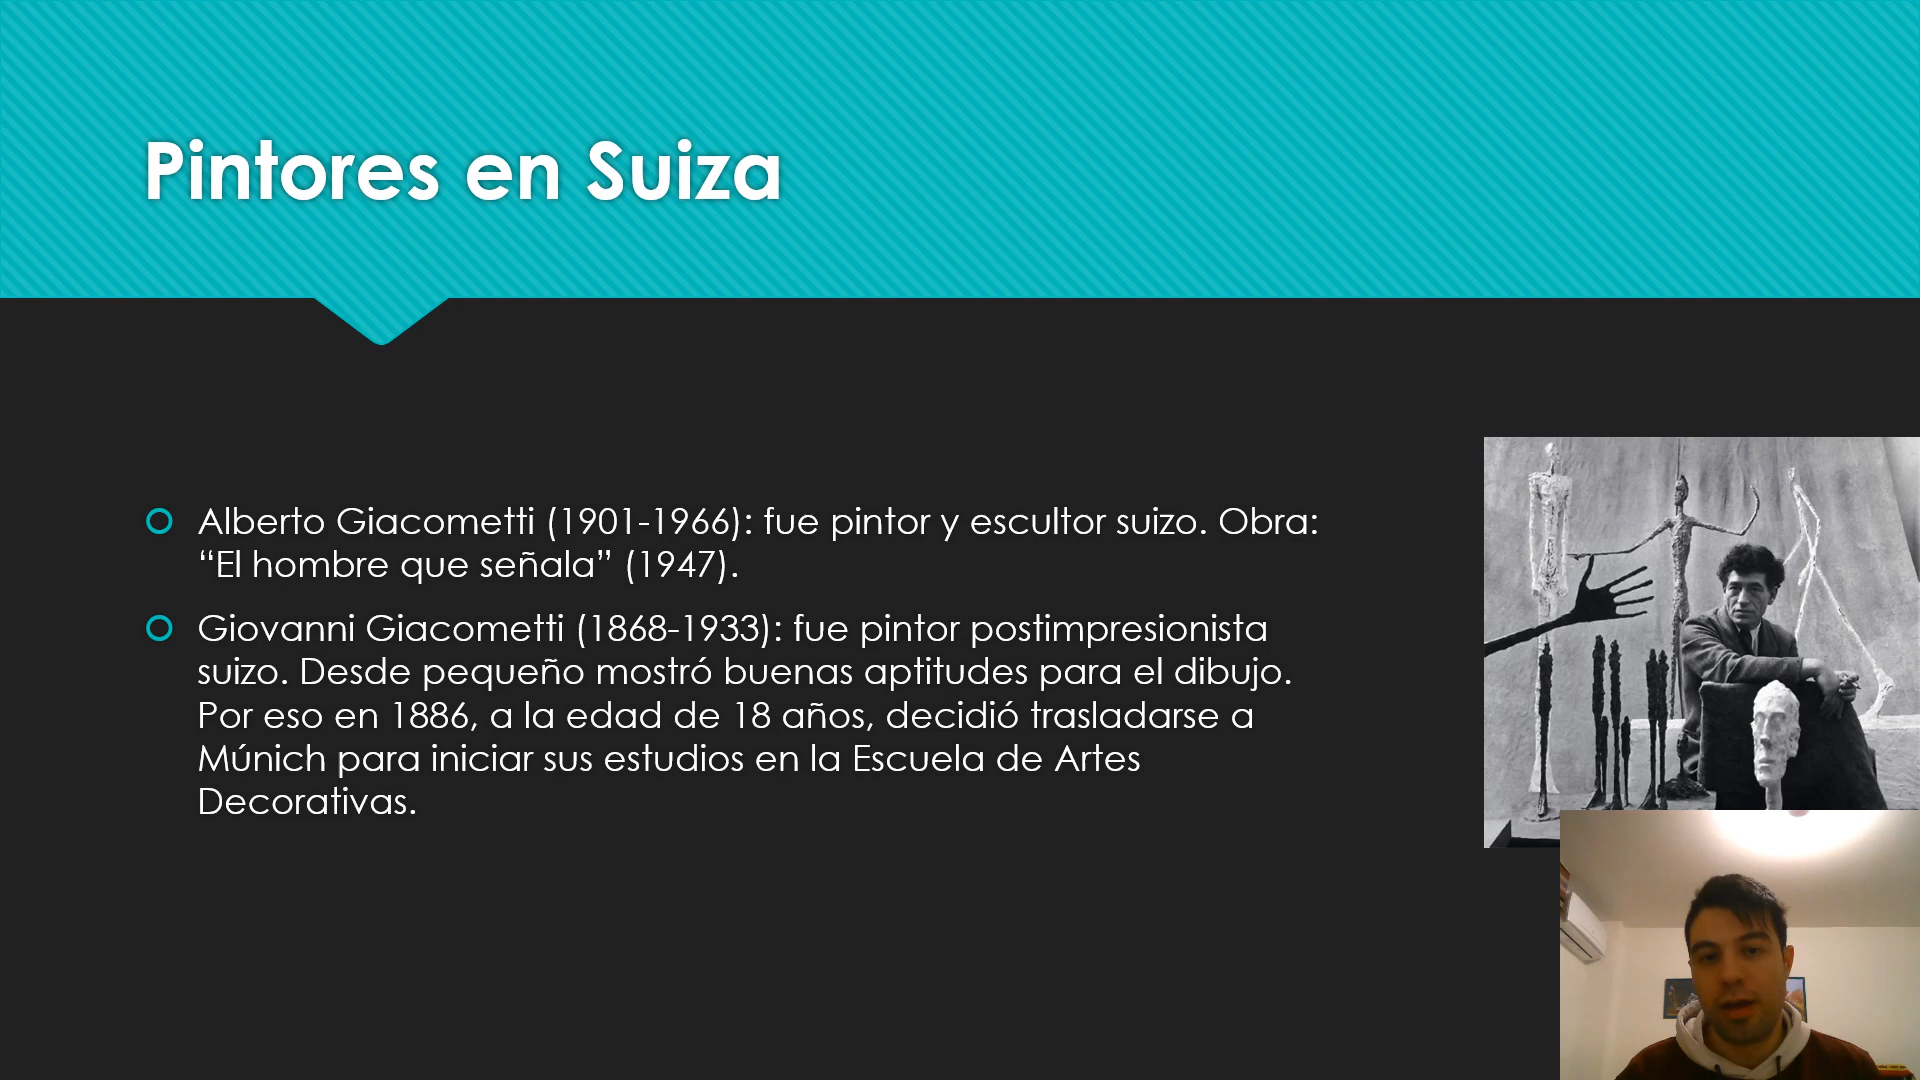 Pintores en Suiza
Alberto Giacometti (1901-1966): fue pintor y escultor suizo. Obra:
“El hombre que señala” (1947).
Giovanni Giacometti (1868-1933): fue pintor postimpresionista
suizo. Desde pequeño mostró buenas aptitudes para el dibujo.
Por eso en 1886, a la edad de 18 años, decidió trasladarse a
Múnich para iniciar sus estudios en la Escuela de Artes
Decorativas.